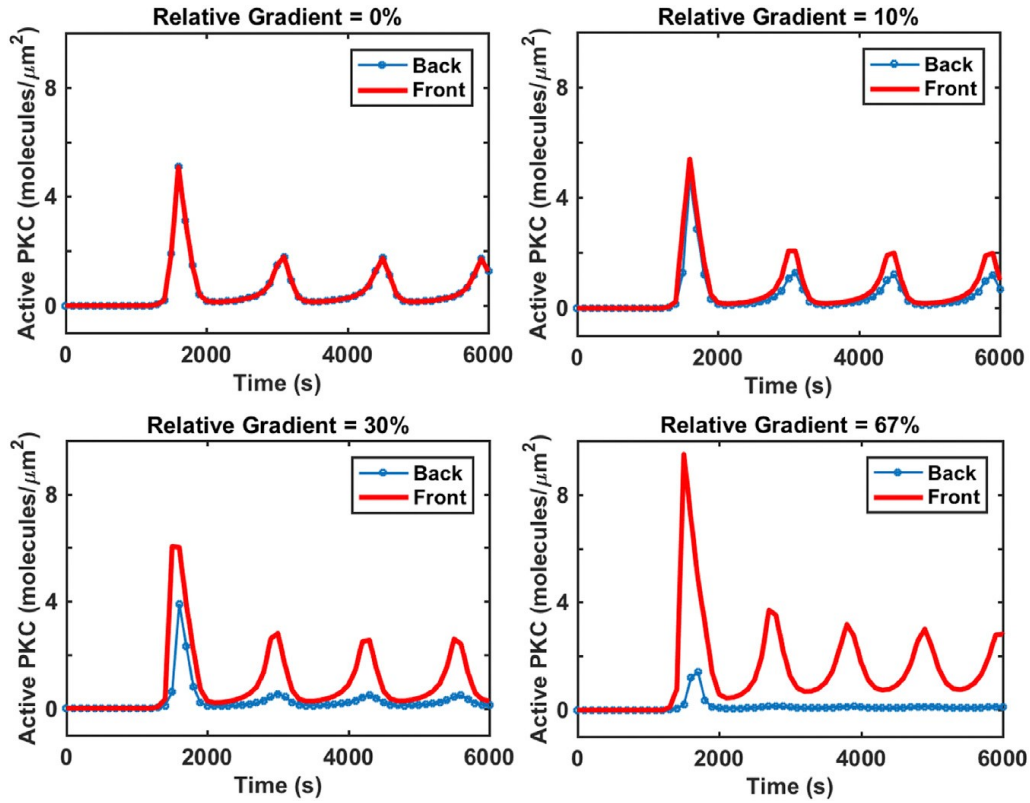 Relative Gradient = 0%
Active PKC (molecules/μm²)
8
4
0
Back
Front
0 2000 4000 6000
Time (s)
Relative Gradient = 10%
Active PKC (molecules/μm²)
8
4
0
Back
Front
0 2000 4000 6000
Time (s)
Relative Gradient = 30%
Active PKC (molecules/μm²)
8
4
0
Back
Front
0 2000 4000 6000
Time (s)
Relative Gradient = 67%
Active PKC (molecules/μm²)
8
4
0
Back
Front
0 2000 4000 6000
Time (s)